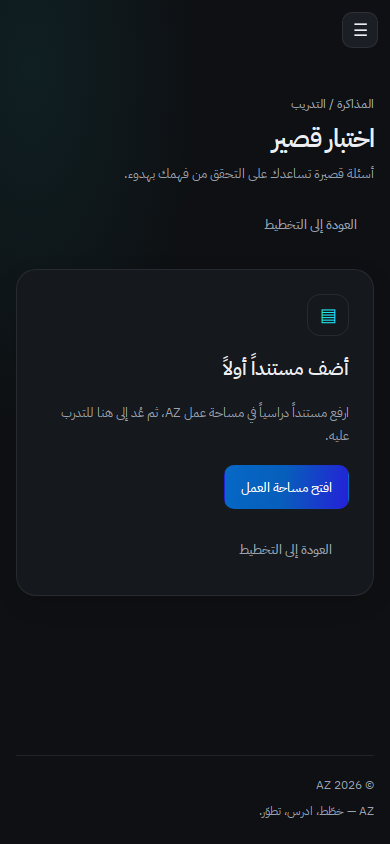 المذاكرة / التدريب
اختبار قصير
أسئلة قصيرة تساعدك على التحقق من فهمك بهدوء.
العودة إلى التخطيط
أضف مستنداً أولاً
ارفع مستنداً دراسياً في مساحة عمل AZ، ثم عُد إلى هنا للتدرب
عليه.
افتح مساحة العمل
العودة إلى التخطيط
© 2026 AZ
AZ — خطّط، ادرس، تطوّر.